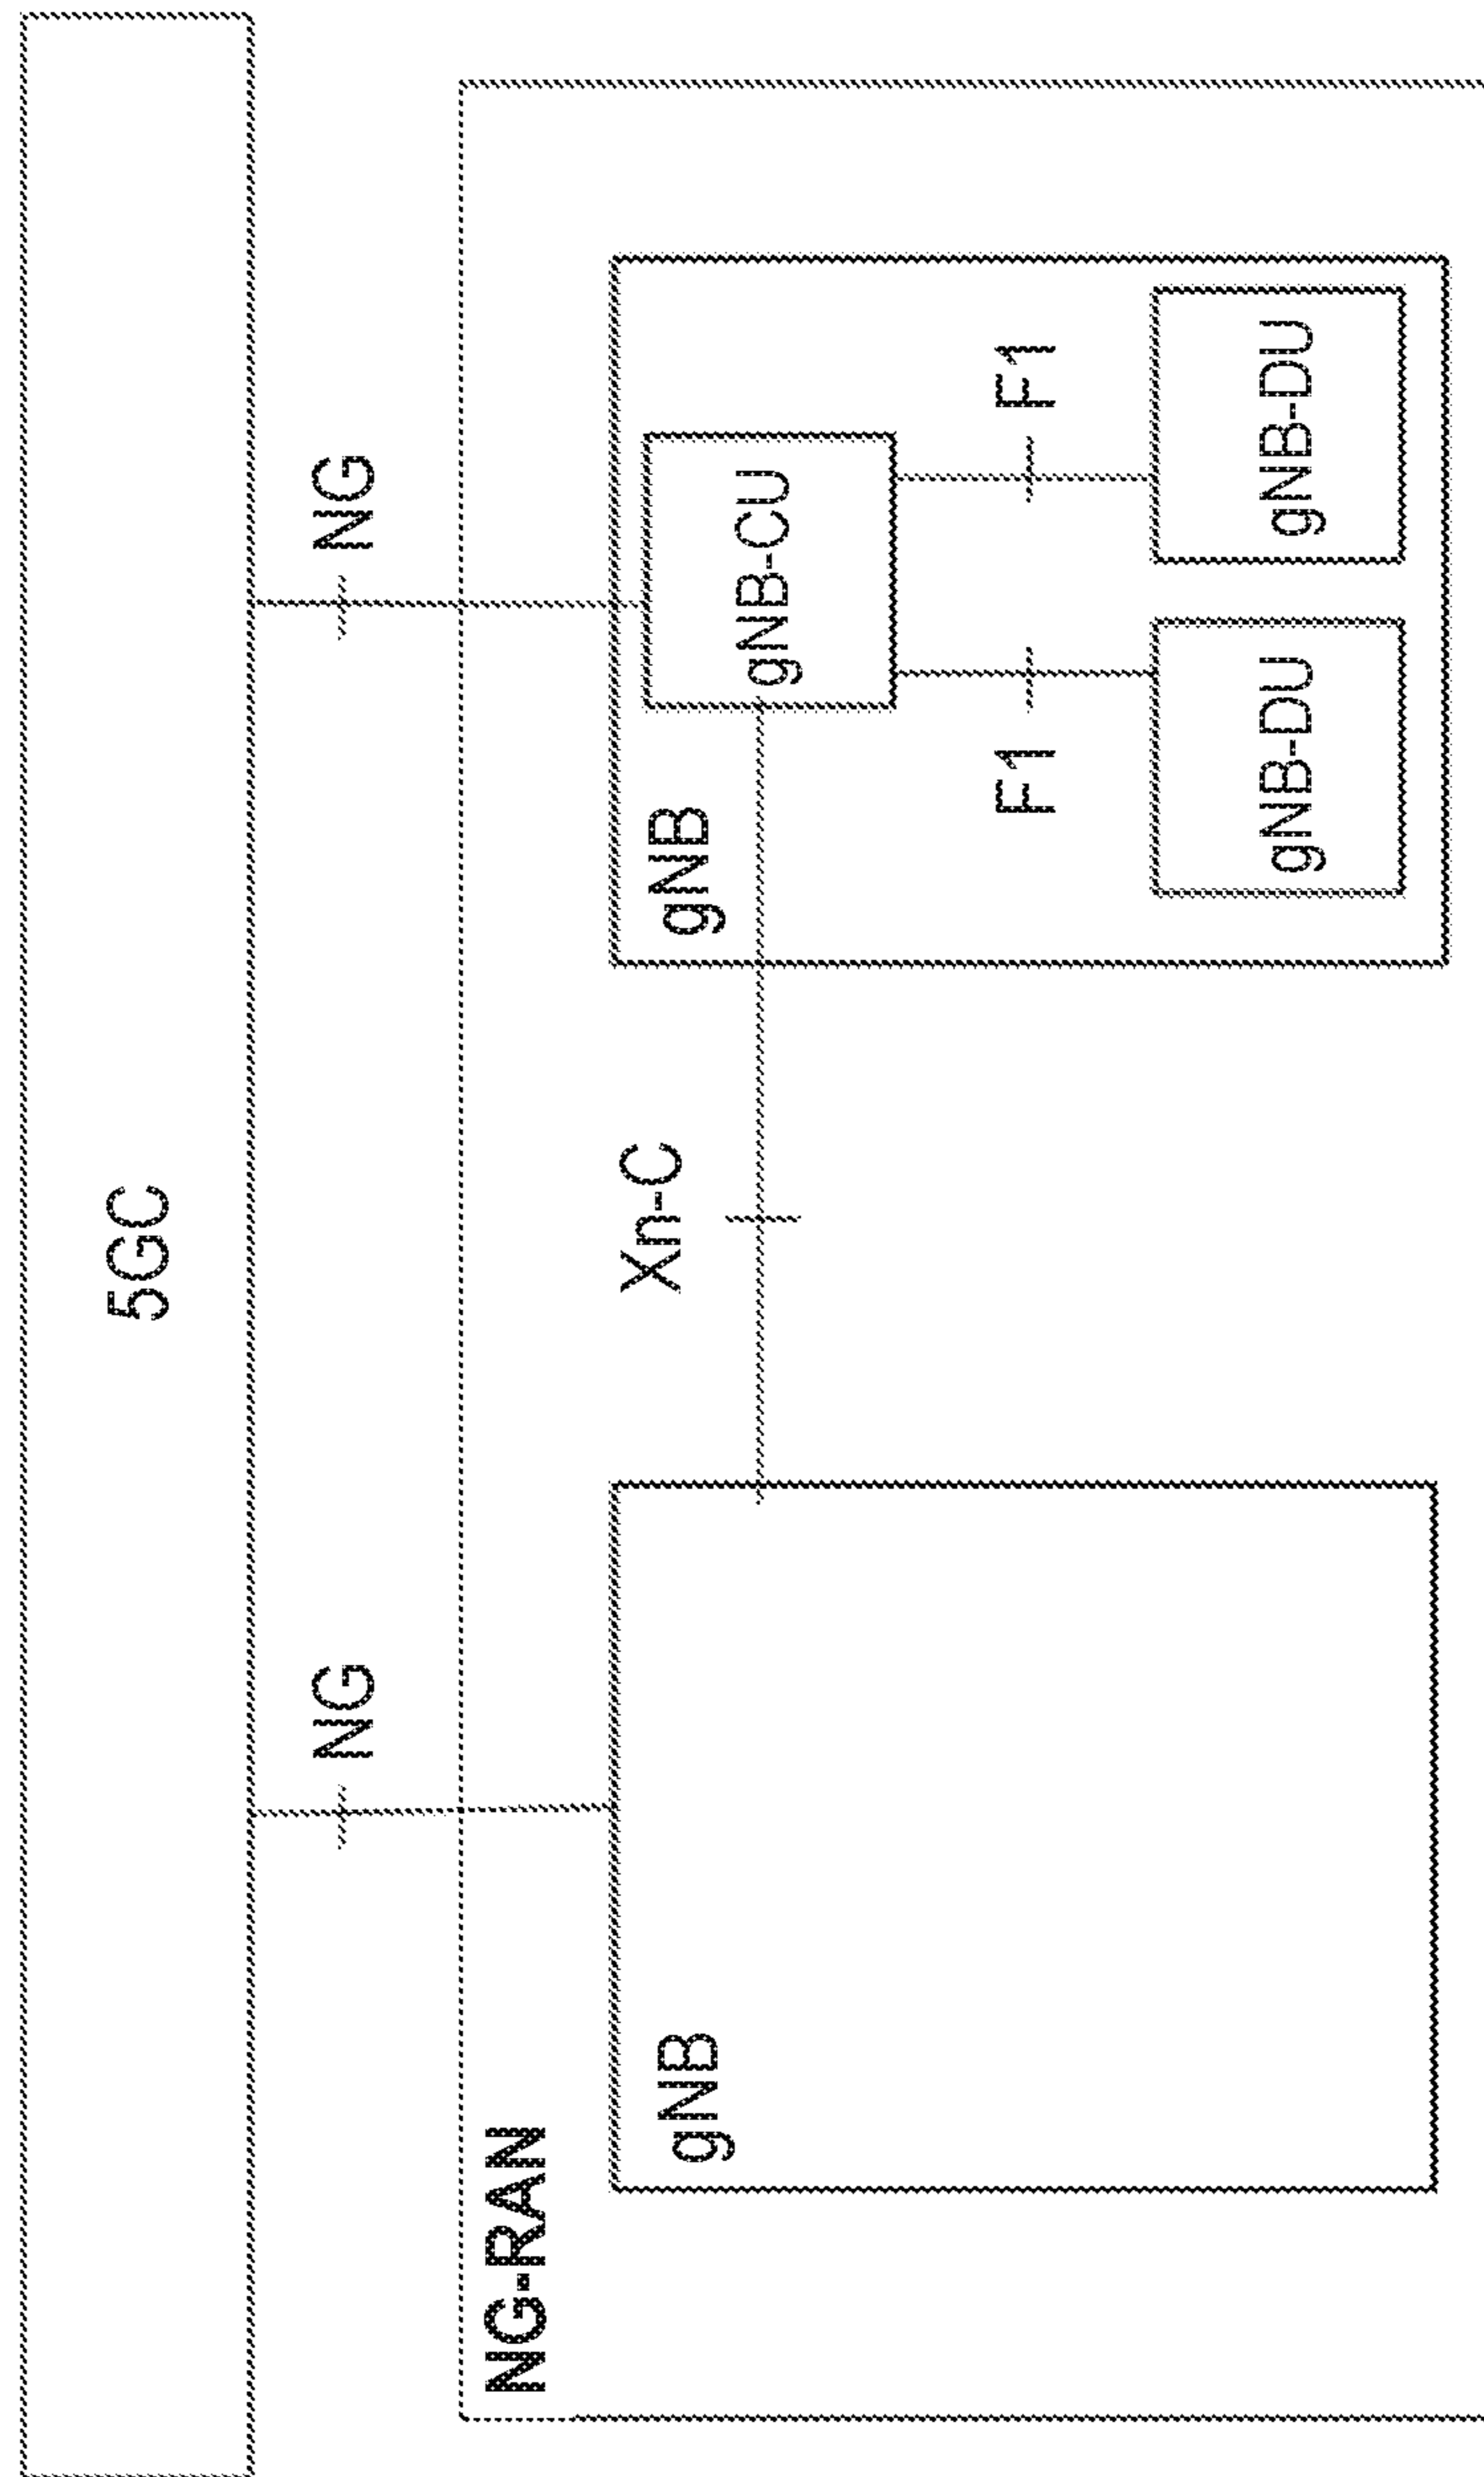 5GC
NG
NG
NG-RAN
Xn-C
gNB
gNB
gNB-CU
F1
F1
gNB-DU
gNB-DU